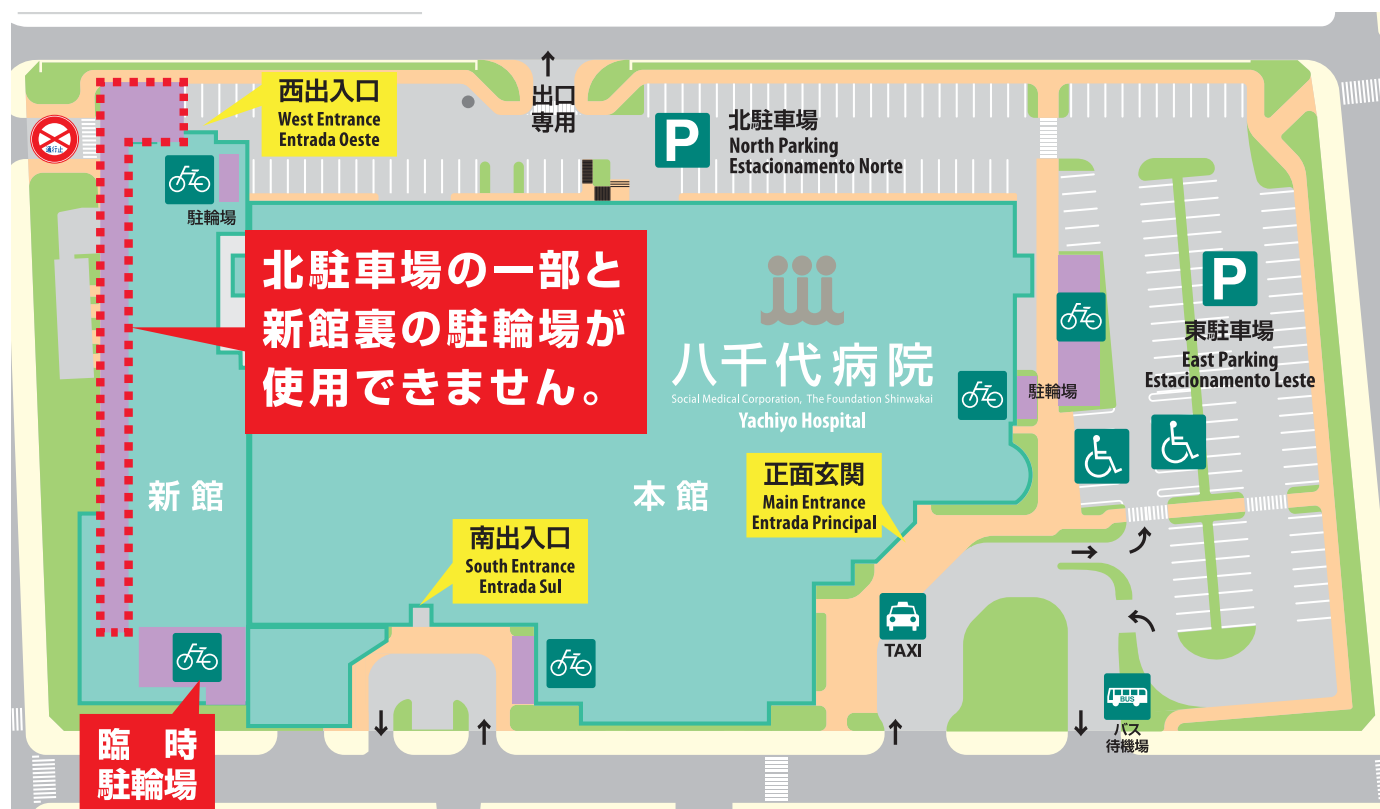 西出入口
West Entrance
Entrada Oeste
出口
専用
P
北駐車場
North Parking
Estacionamento Norte
通行止
駐輪場
北駐車場の一部と
新館裏の駐輪場が
使用できません。
八千代病院
Social Medical Corporation, The Foundation Shinwakai
Yachiyo Hospital
P
東駐車場
East Parking
Estacionamento Leste
駐輪場
新館
本館
正面玄関
Main Entrance
Entrada Principal
南出入口
South Entrance
Entrada Sul
TAXI
BUS
バス
待機場
臨時
駐輪場